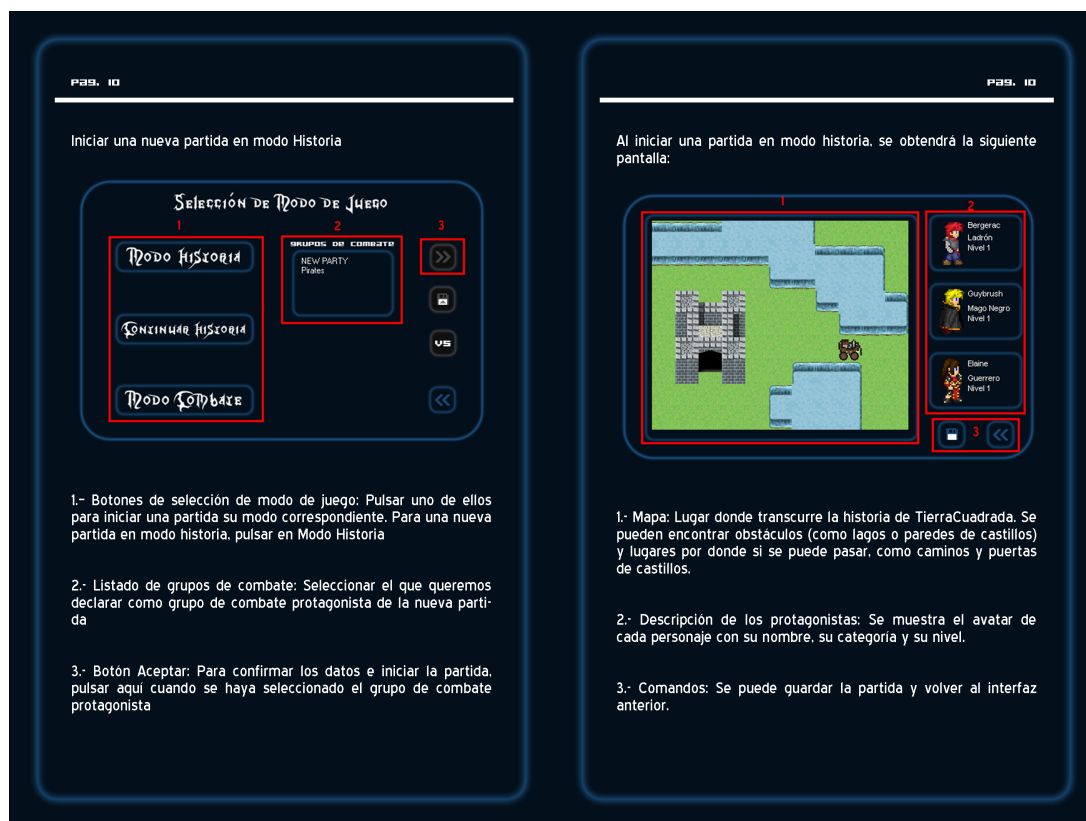 Pag. 10
Iniciar una nueva partida en modo Historia
Selección de Modo de Juego
1
2
3
Modo Historia
Grupos de combate
NEW PARTY
Pirates
Continuar Historia
VS
Modo Combate
1.- Botones de selección de modo de juego: Pulsar uno de ellos
para iniciar una partida su modo correspondiente. Para una nueva
partida en modo historia, pulsar en Modo Historia
2.- Listado de grupos de combate: Seleccionar el que queremos
declarar como grupo de combate protagonista de la nueva parti-
da
3.- Botón Aceptar: Para confirmar los datos e iniciar la partida,
pulsar aquí cuando se haya seleccionado el grupo de combate
protagonista
Pag. 10
Al iniciar una partida en modo historia, se obtendrá la siguiente
pantalla:
1
2
Bergerac
Ladrón
Nivel 1
Guybrush
Mago Negro
Nivel 1
Elaine
Guerrero
Nivel 1
3
1.- Mapa: Lugar donde transcurre la historia de TierraCuadrada. Se
pueden encontrar obstáculos (como lagos o paredes de castillos)
y lugares por donde si se puede pasar, como caminos y puertas
de castillos.
2.- Descripción de los protagonistas: Se muestra el avatar de
cada personaje con su nombre, su categoría y su nivel.
3.- Comandos: Se puede guardar la partida y volver al interfaz
anterior.